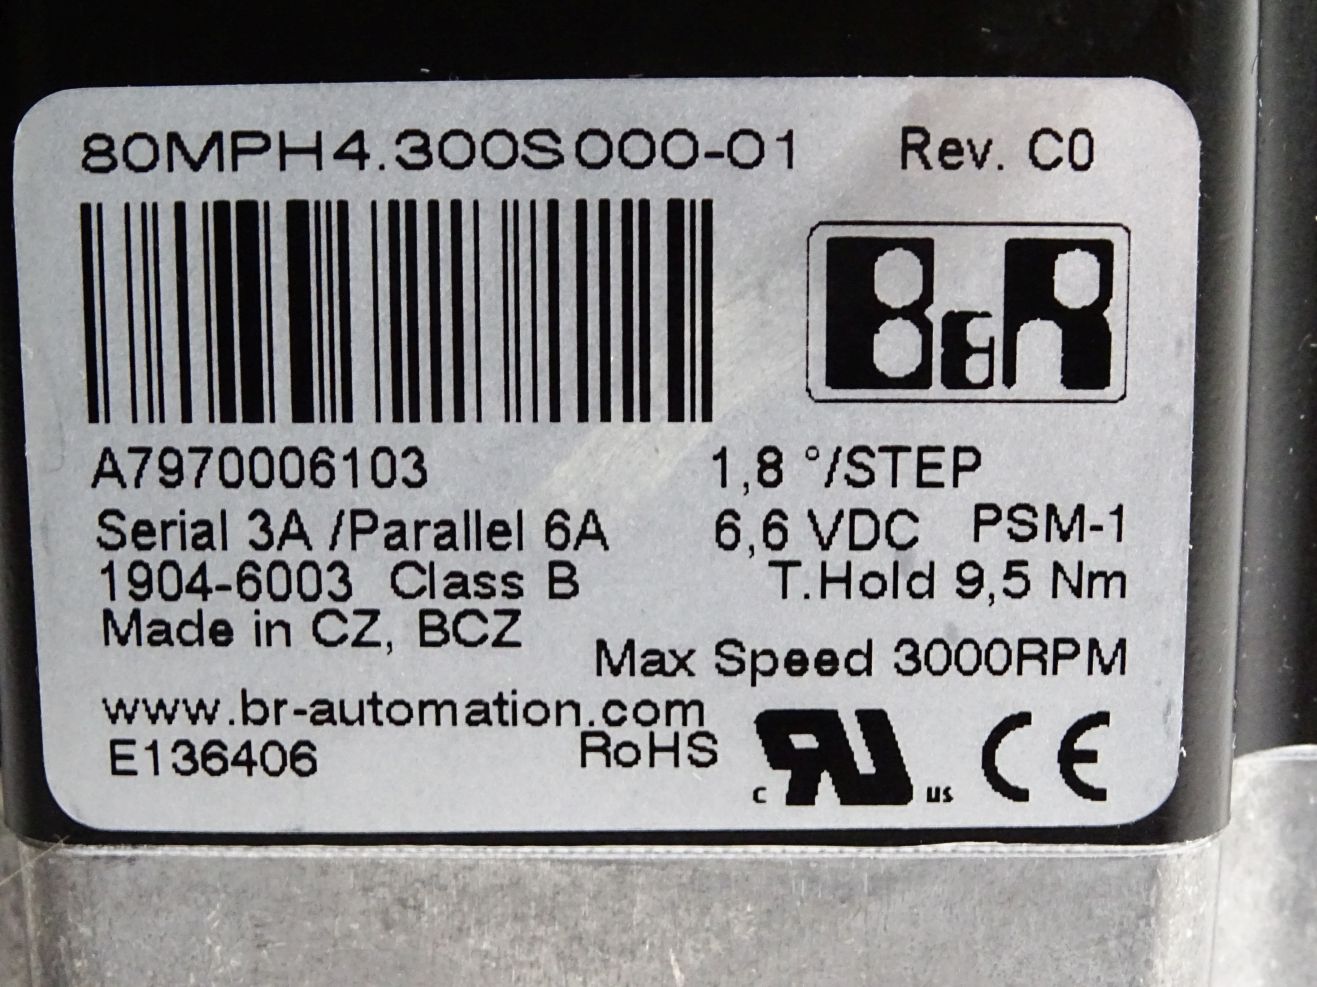 80MPH4.300S000-01 Rev. C0
B&R
A7970006103 1,8 °/STEP
Serial 3A /Parallel 6A 6,6 VDC PSM-1
1904-6003 Class B T.Hold 9,5 Nm
Made in CZ, BCZ
Max Speed 3000RPM
www.br-automation.com
E136406 RoHS c RU us CE